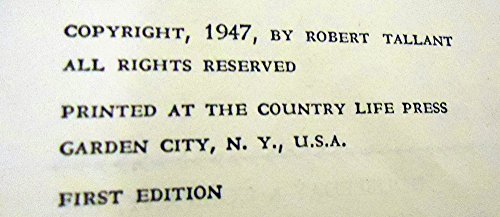 COPYRIGHT, 1947, BY ROBERT TALLANT
ALL RIGHTS RESERVED
PRINTED AT THE COUNTRY LIFE PRESS
GARDEN CITY, N. Y., U.S.A.
FIRST EDITION